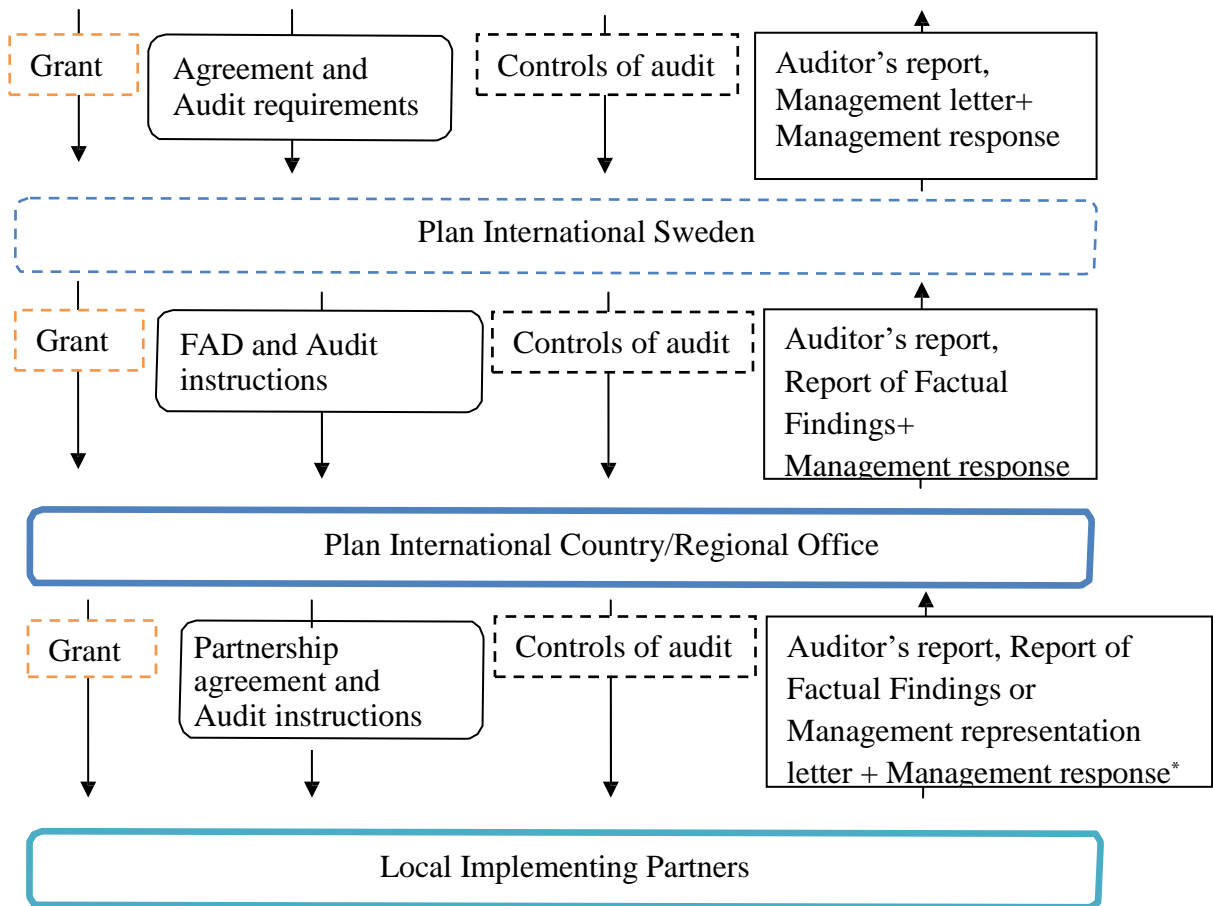 Grant
Agreement and
Audit requirements
Controls of audit
Auditor’s report,
Management letter+
Management response
Plan International Sweden
Grant
FAD and Audit
instructions
Controls of audit
Auditor’s report,
Report of Factual
Findings+
Management response
Plan International Country/Regional Office
Grant
Partnership
agreement and
Audit instructions
Controls of audit
Auditor’s report, Report of
Factual Findings or
Management representation
letter + Management response*
Local Implementing Partners